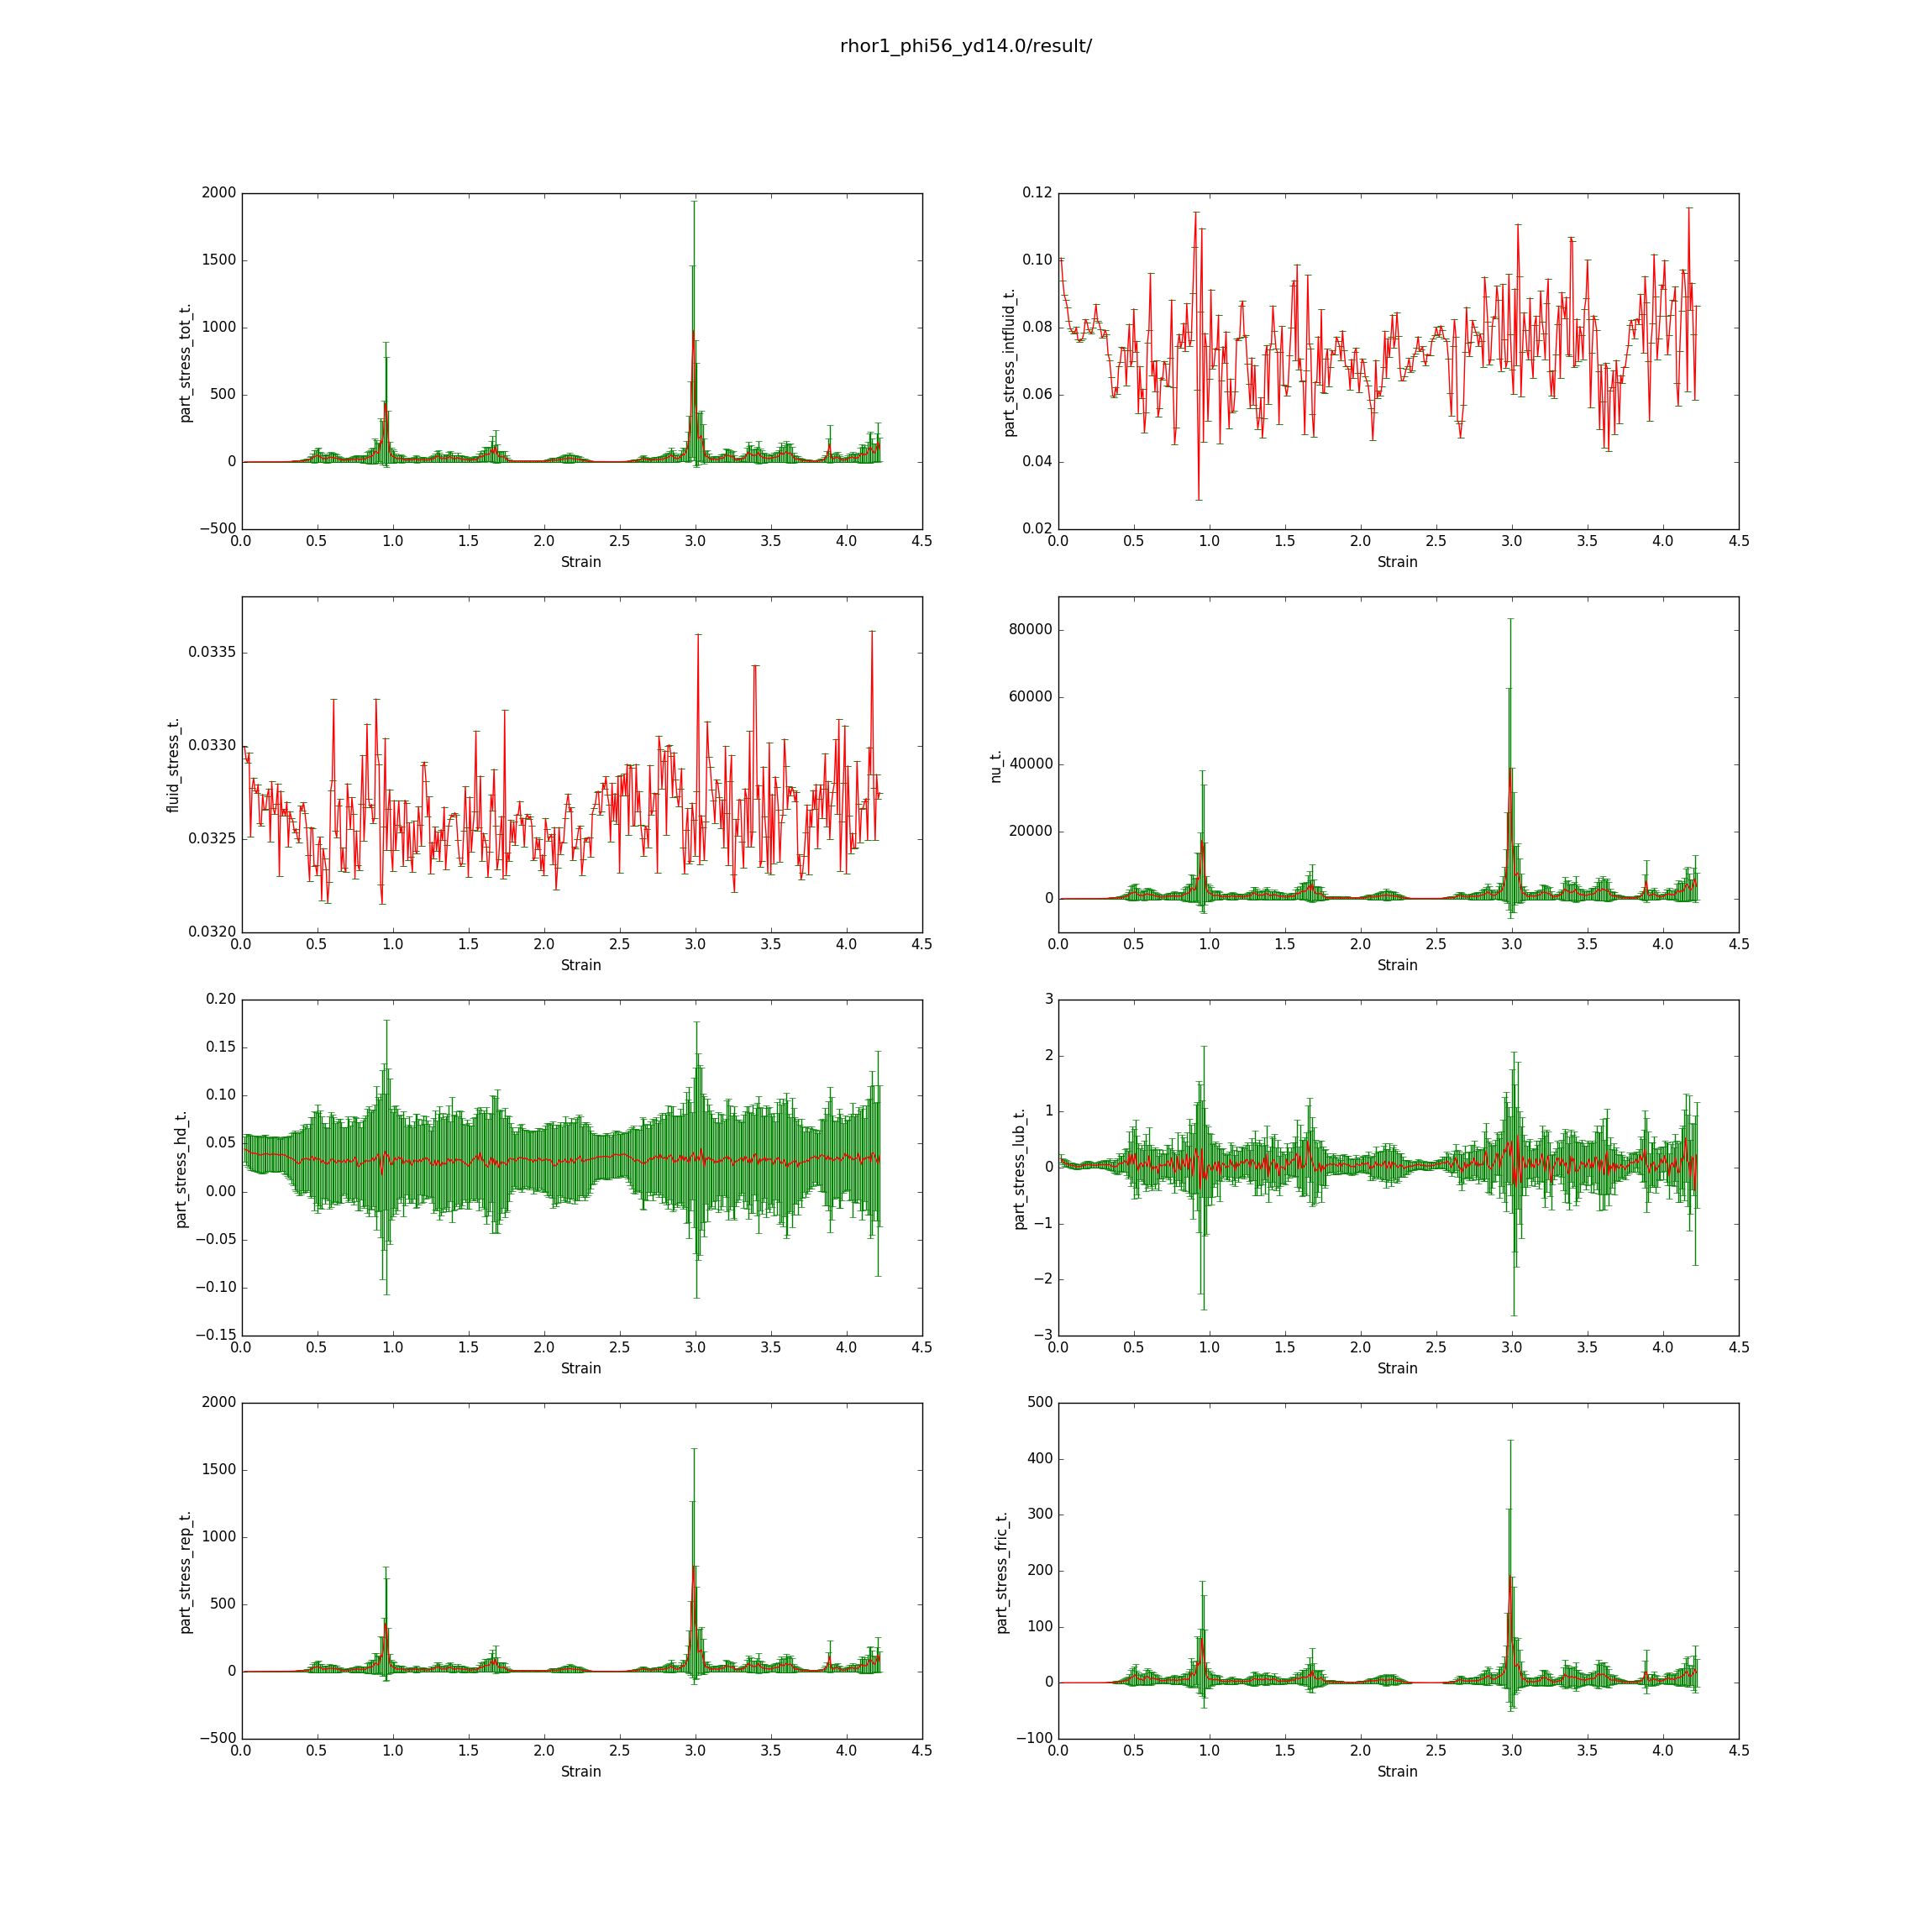 rhor1_phi56_yd14.0/result/
part_stress_tot_t.
2000
1500
1000
500
0
−500
0.0 0.5 1.0 1.5 2.0 2.5 3.0 3.5 4.0 4.5
Strain
part_stress_intfluid_t.
0.12
0.10
0.08
0.06
0.04
0.02
0.0 0.5 1.0 1.5 2.0 2.5 3.0 3.5 4.0 4.5
Strain
fluid_stress_t.
0.0335
0.0330
0.0325
0.0320
0.0 0.5 1.0 1.5 2.0 2.5 3.0 3.5 4.0 4.5
Strain
nu_t.
80000
60000
40000
20000
0
0.0 0.5 1.0 1.5 2.0 2.5 3.0 3.5 4.0 4.5
Strain
part_stress_hd_t.
0.20
0.15
0.10
0.05
0.00
−0.05
−0.10
−0.15
0.0 0.5 1.0 1.5 2.0 2.5 3.0 3.5 4.0 4.5
Strain
part_stress_lub_t.
3
2
1
0
−1
−2
−3
0.0 0.5 1.0 1.5 2.0 2.5 3.0 3.5 4.0 4.5
Strain
part_stress_rep_t.
2000
1500
1000
500
0
−500
0.0 0.5 1.0 1.5 2.0 2.5 3.0 3.5 4.0 4.5
Strain
part_stress_fric_t.
500
400
300
200
100
0
−100
0.0 0.5 1.0 1.5 2.0 2.5 3.0 3.5 4.0 4.5
Strain